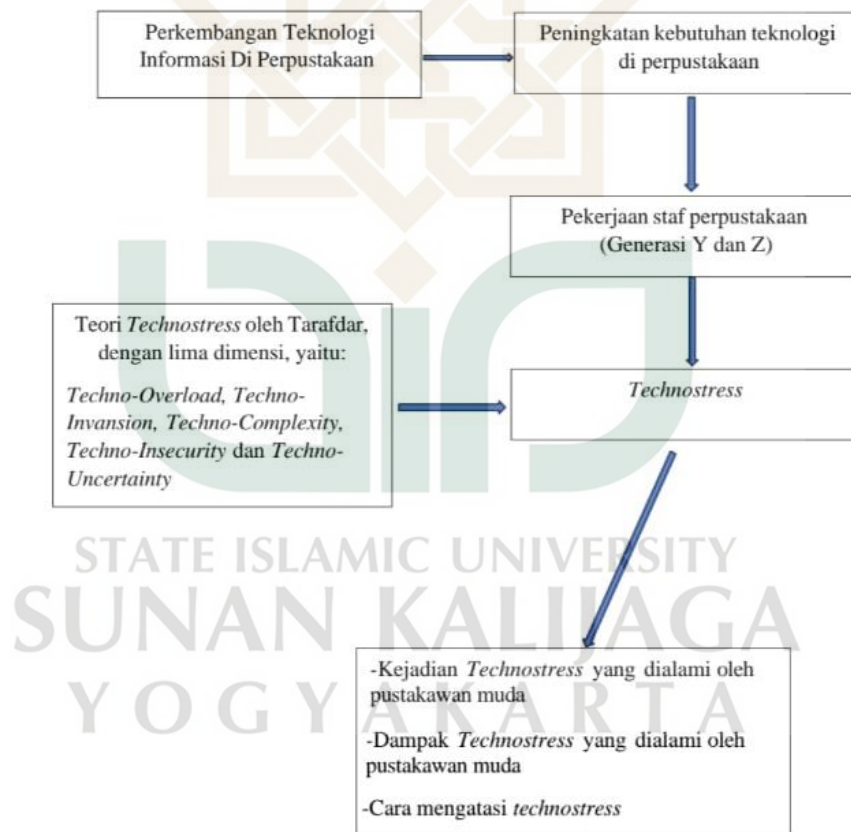 Perkembangan Teknologi
Informasi Di Perpustakaan
Peningkatan kebutuhan teknologi
di perpustakaan
Pekerjaan staf perpustakaan
(Generasi Y dan Z)
Teori Technostress oleh Tarafdar,
dengan lima dimensi, yaitu:
Techno-Overload, Techno-
Invansion, Techno-Complexity,
Techno-Insecurity dan Techno-
Uncertainty
Technostress
STATE ISLAMIC UNIVERSITY
SUNAN KALIJAGA
YOGYAKARTA
-Kejadian Technostress yang dialami oleh
pustakawan muda
-Dampak Technostress yang dialami oleh
pustakawan muda
-Cara mengatasi technostress